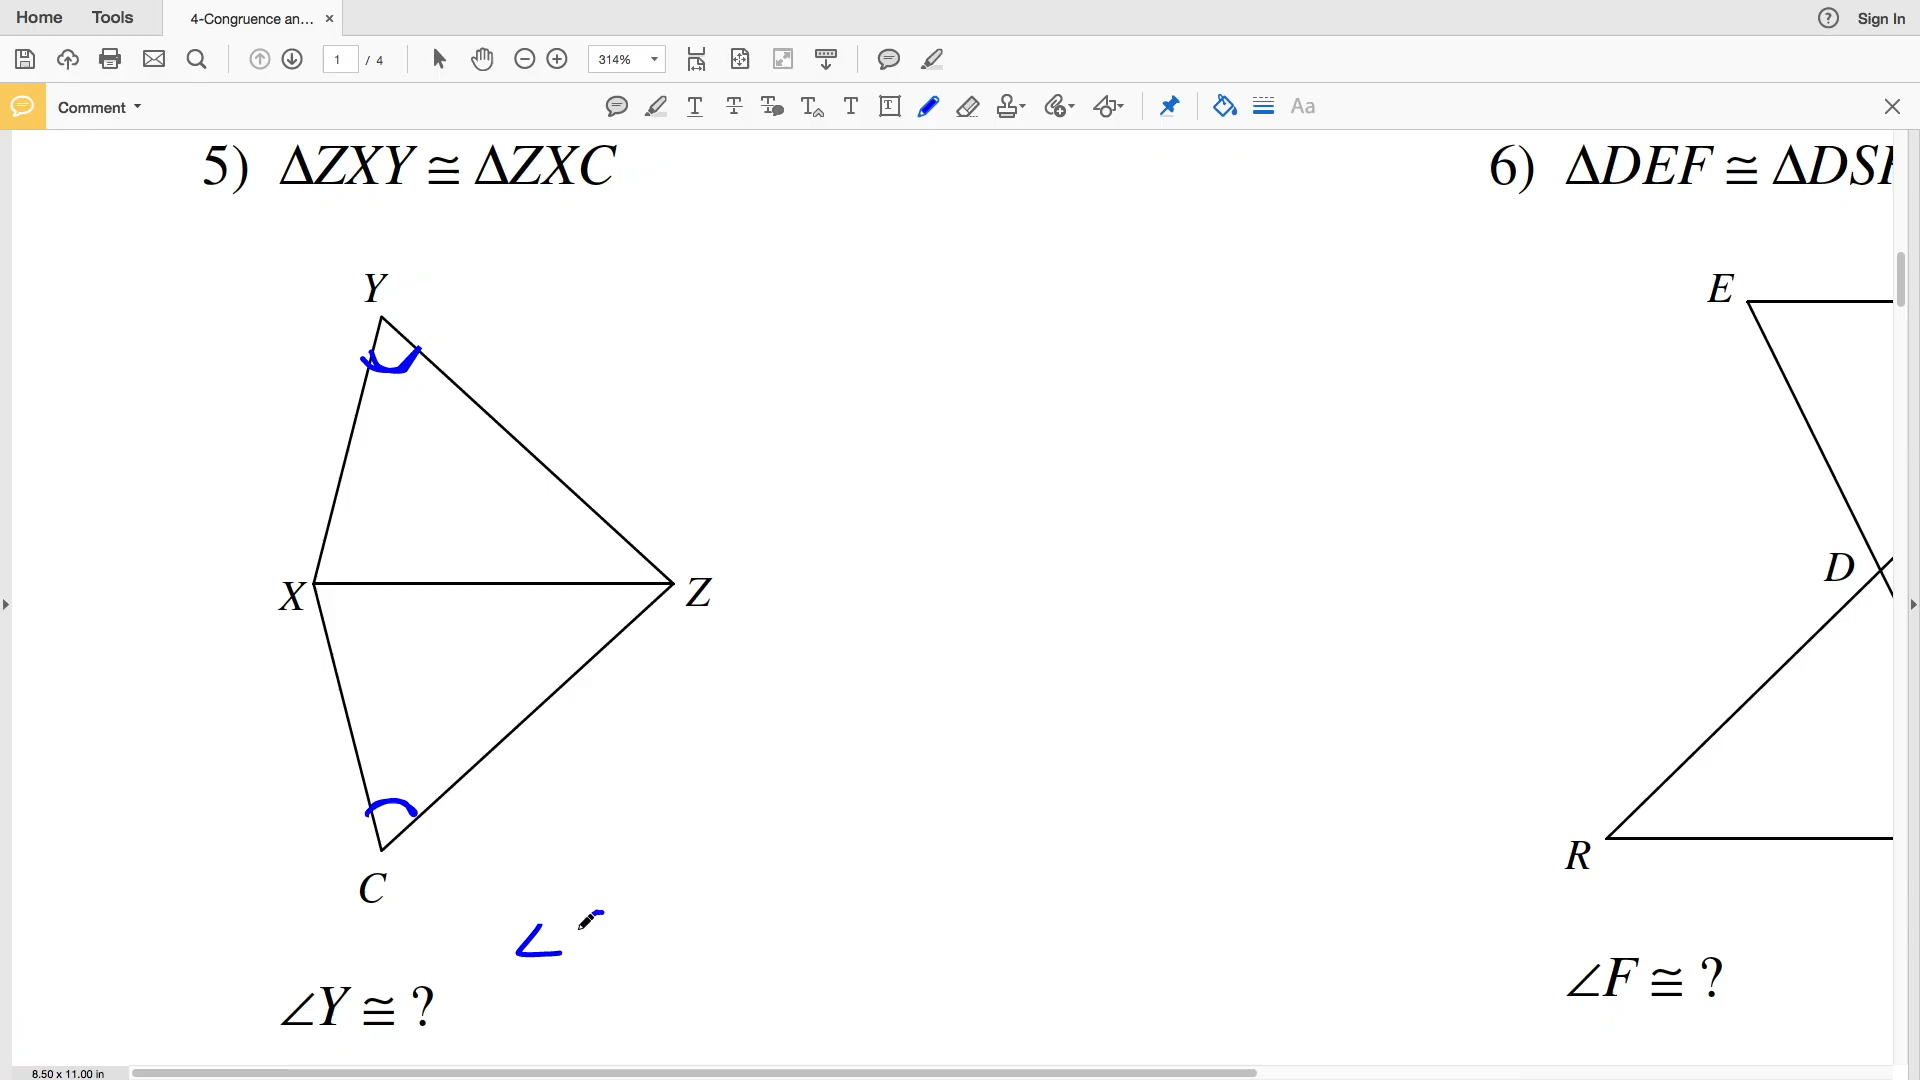 Home Tools 4-Congruence an... × Sign In
1 / 4 314%
Comment Aa
5) ΔZXY ≅ ΔZXC
6) ΔDEF ≅ ΔDS
Y
E
X
Z
D
C
R
∠
∠Y ≅ ?
∠F ≅ ?
8.50 x 11.00 in